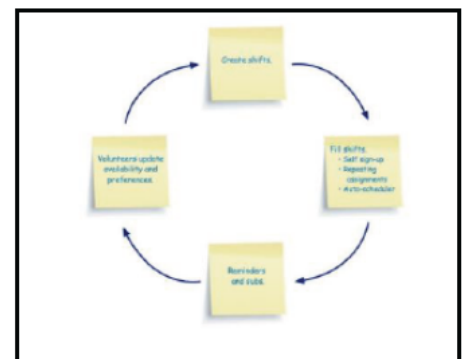 Create shifts.
Fill shifts.
• Self sign-up
• Repeating
assignments
• Auto-scheduler
Reminders
and subs.
Volunteers update
availability and
preferences.